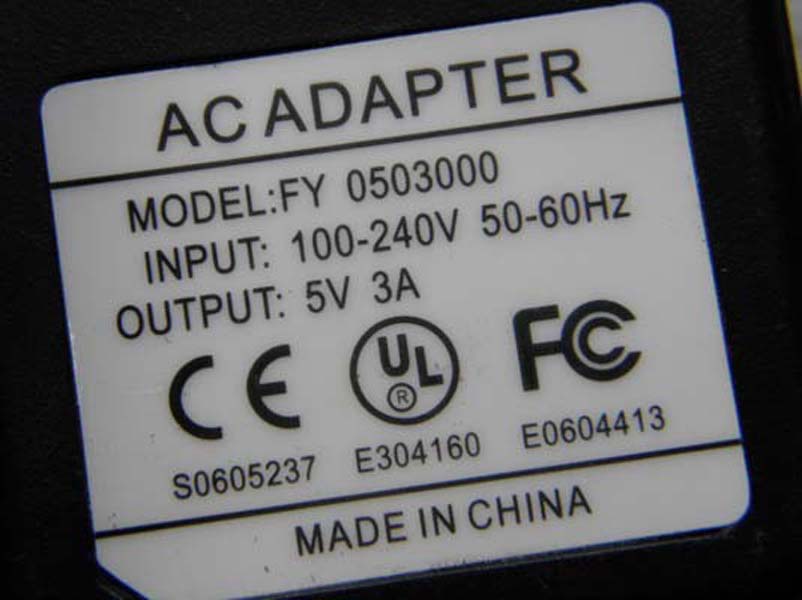 AC ADAPTER
MODEL:FY 0503000
INPUT: 100-240V 50-60Hz
OUTPUT: 5V 3A
CE UL® FC
S0605237 E304160 E0604413
MADE IN CHINA